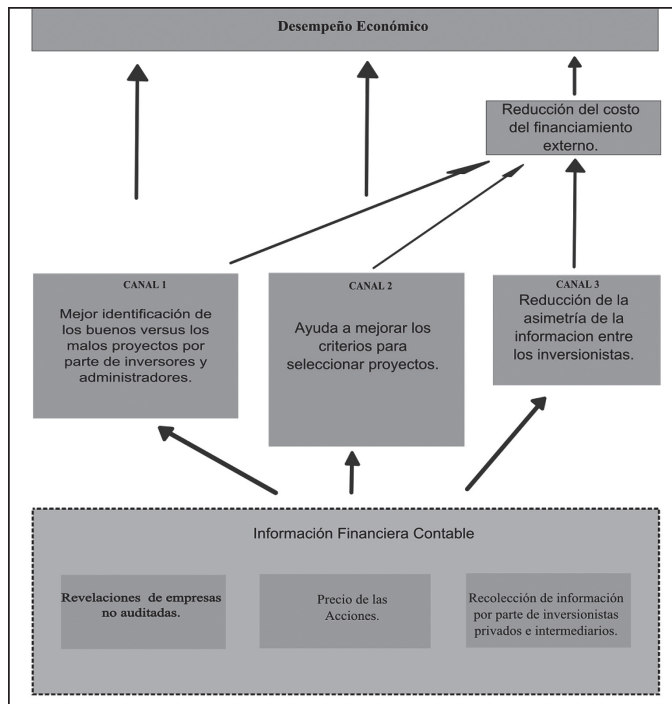 Desempeño Económico
Reducción del costo
del financiamiento
externo.
CANAL 1
Mejor identificación de
los buenos versus los
malos proyectos por
parte de inversores y
administradores.
CANAL 2
Ayuda a mejorar los
criterios para
seleccionar proyectos.
CANAL 3
Reducción de la
asimetría de la
informacion entre
los inversionistas.
Información Financiera Contable
Revelaciones de empresas
no auditadas.
Precio de las
Acciones.
Recolección de información
por parte de inversionistas
privados e intermediarios.